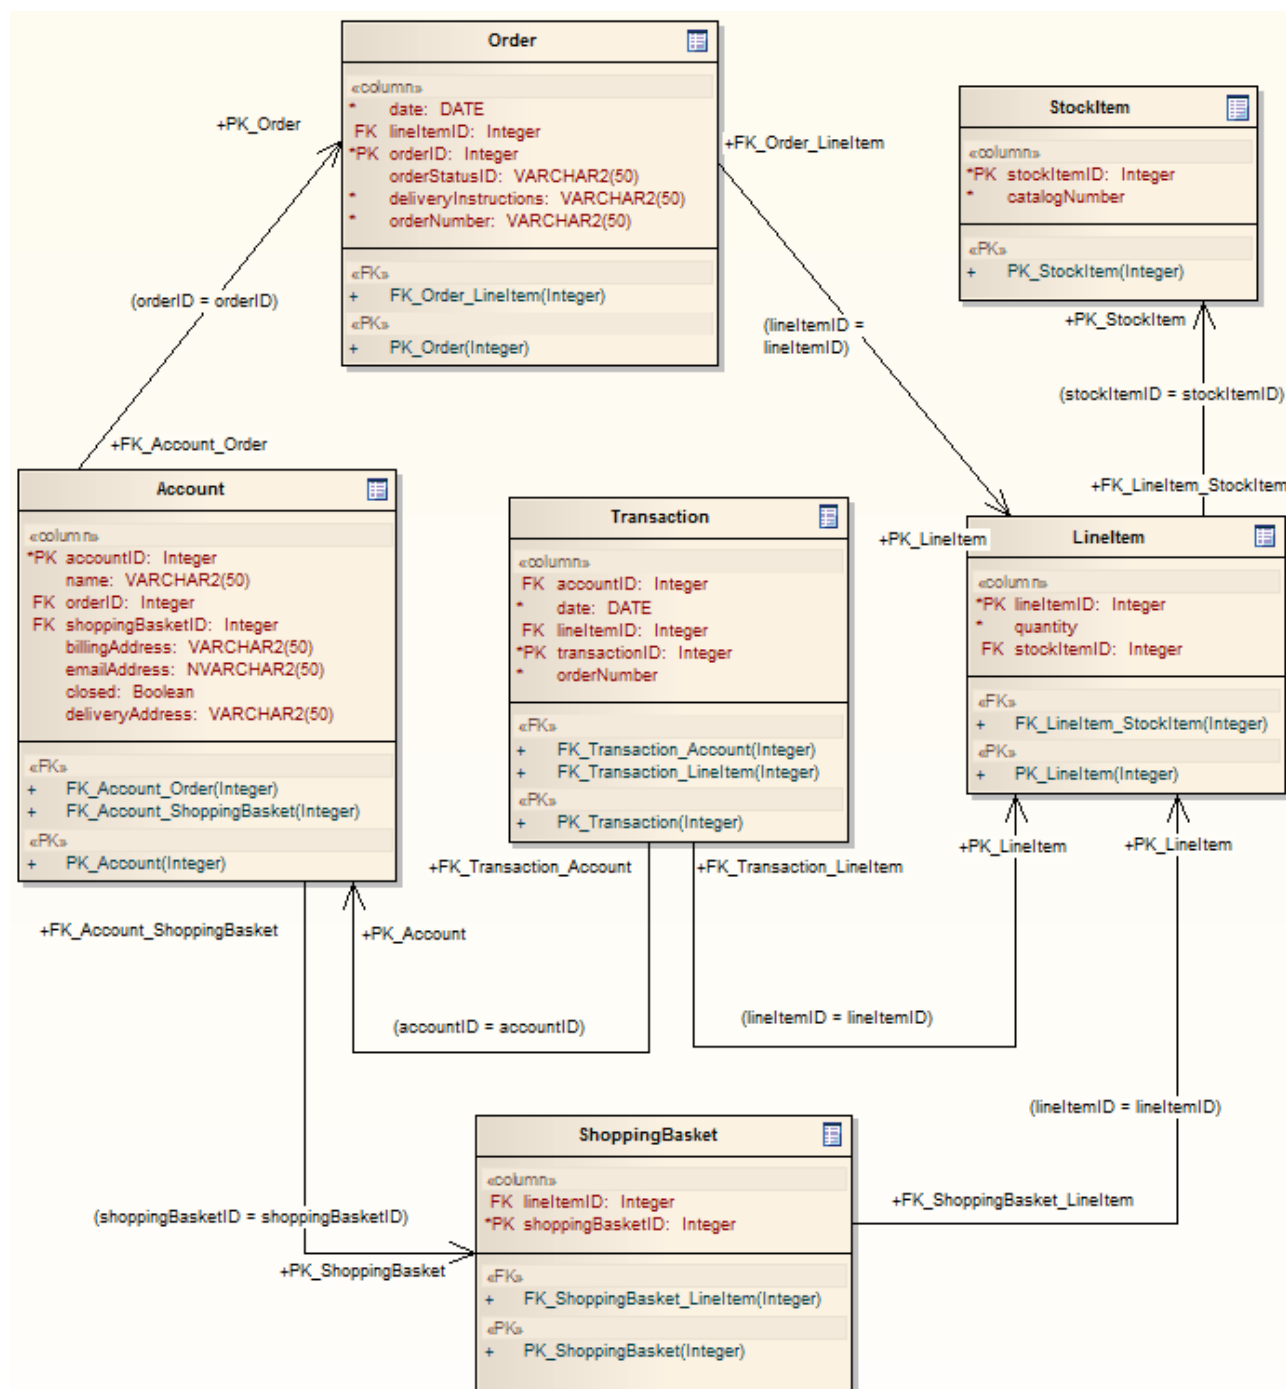 Order
«column»
* date: DATE
FK lineItemID: Integer
*PK orderID: Integer
orderStatusID: VARCHAR2(50)
* deliveryInstructions: VARCHAR2(50)
* orderNumber: VARCHAR2(50)
«FK»
+ FK_Order_LineItem(Integer)
«PK»
+ PK_Order(Integer)
+PK_Order
+FK_Order_LineItem
StockItem
«column»
*PK stockItemID: Integer
* catalogNumber
«PK»
+ PK_StockItem(Integer)
+PK_StockItem
(orderID = orderID)
(lineItemID =
lineItemID)
(stockItemID = stockItemID)
+FK_Account_Order
+FK_LineItem_StockItem
Account
«column»
*PK accountID: Integer
name: VARCHAR2(50)
FK orderID: Integer
FK shoppingBasketID: Integer
billingAddress: VARCHAR2(50)
emailAddress: NVARCHAR2(50)
closed: Boolean
deliveryAddress: VARCHAR2(50)
«FK»
+ FK_Account_Order(Integer)
+ FK_Account_ShoppingBasket(Integer)
«PK»
+ PK_Account(Integer)
Transaction
«column»
FK accountID: Integer
* date: DATE
FK lineItemID: Integer
*PK transactionID: Integer
* orderNumber
«FK»
+ FK_Transaction_Account(Integer)
+ FK_Transaction_LineItem(Integer)
«PK»
+ PK_Transaction(Integer)
+PK_LineItem
LineItem
«column»
*PK lineItemID: Integer
* quantity
FK stockItemID: Integer
«FK»
+ FK_LineItem_StockItem(Integer)
«PK»
+ PK_LineItem(Integer)
+FK_Transaction_Account
+FK_Transaction_LineItem
+PK_LineItem
+PK_LineItem
+FK_Account_ShoppingBasket
+PK_Account
(accountID = accountID)
(lineItemID = lineItemID)
(lineItemID = lineItemID)
ShoppingBasket
«column»
FK lineItemID: Integer
*PK shoppingBasketID: Integer
«FK»
+ FK_ShoppingBasket_LineItem(Integer)
«PK»
+ PK_ShoppingBasket(Integer)
+FK_ShoppingBasket_LineItem
(shoppingBasketID = shoppingBasketID)
+PK_ShoppingBasket